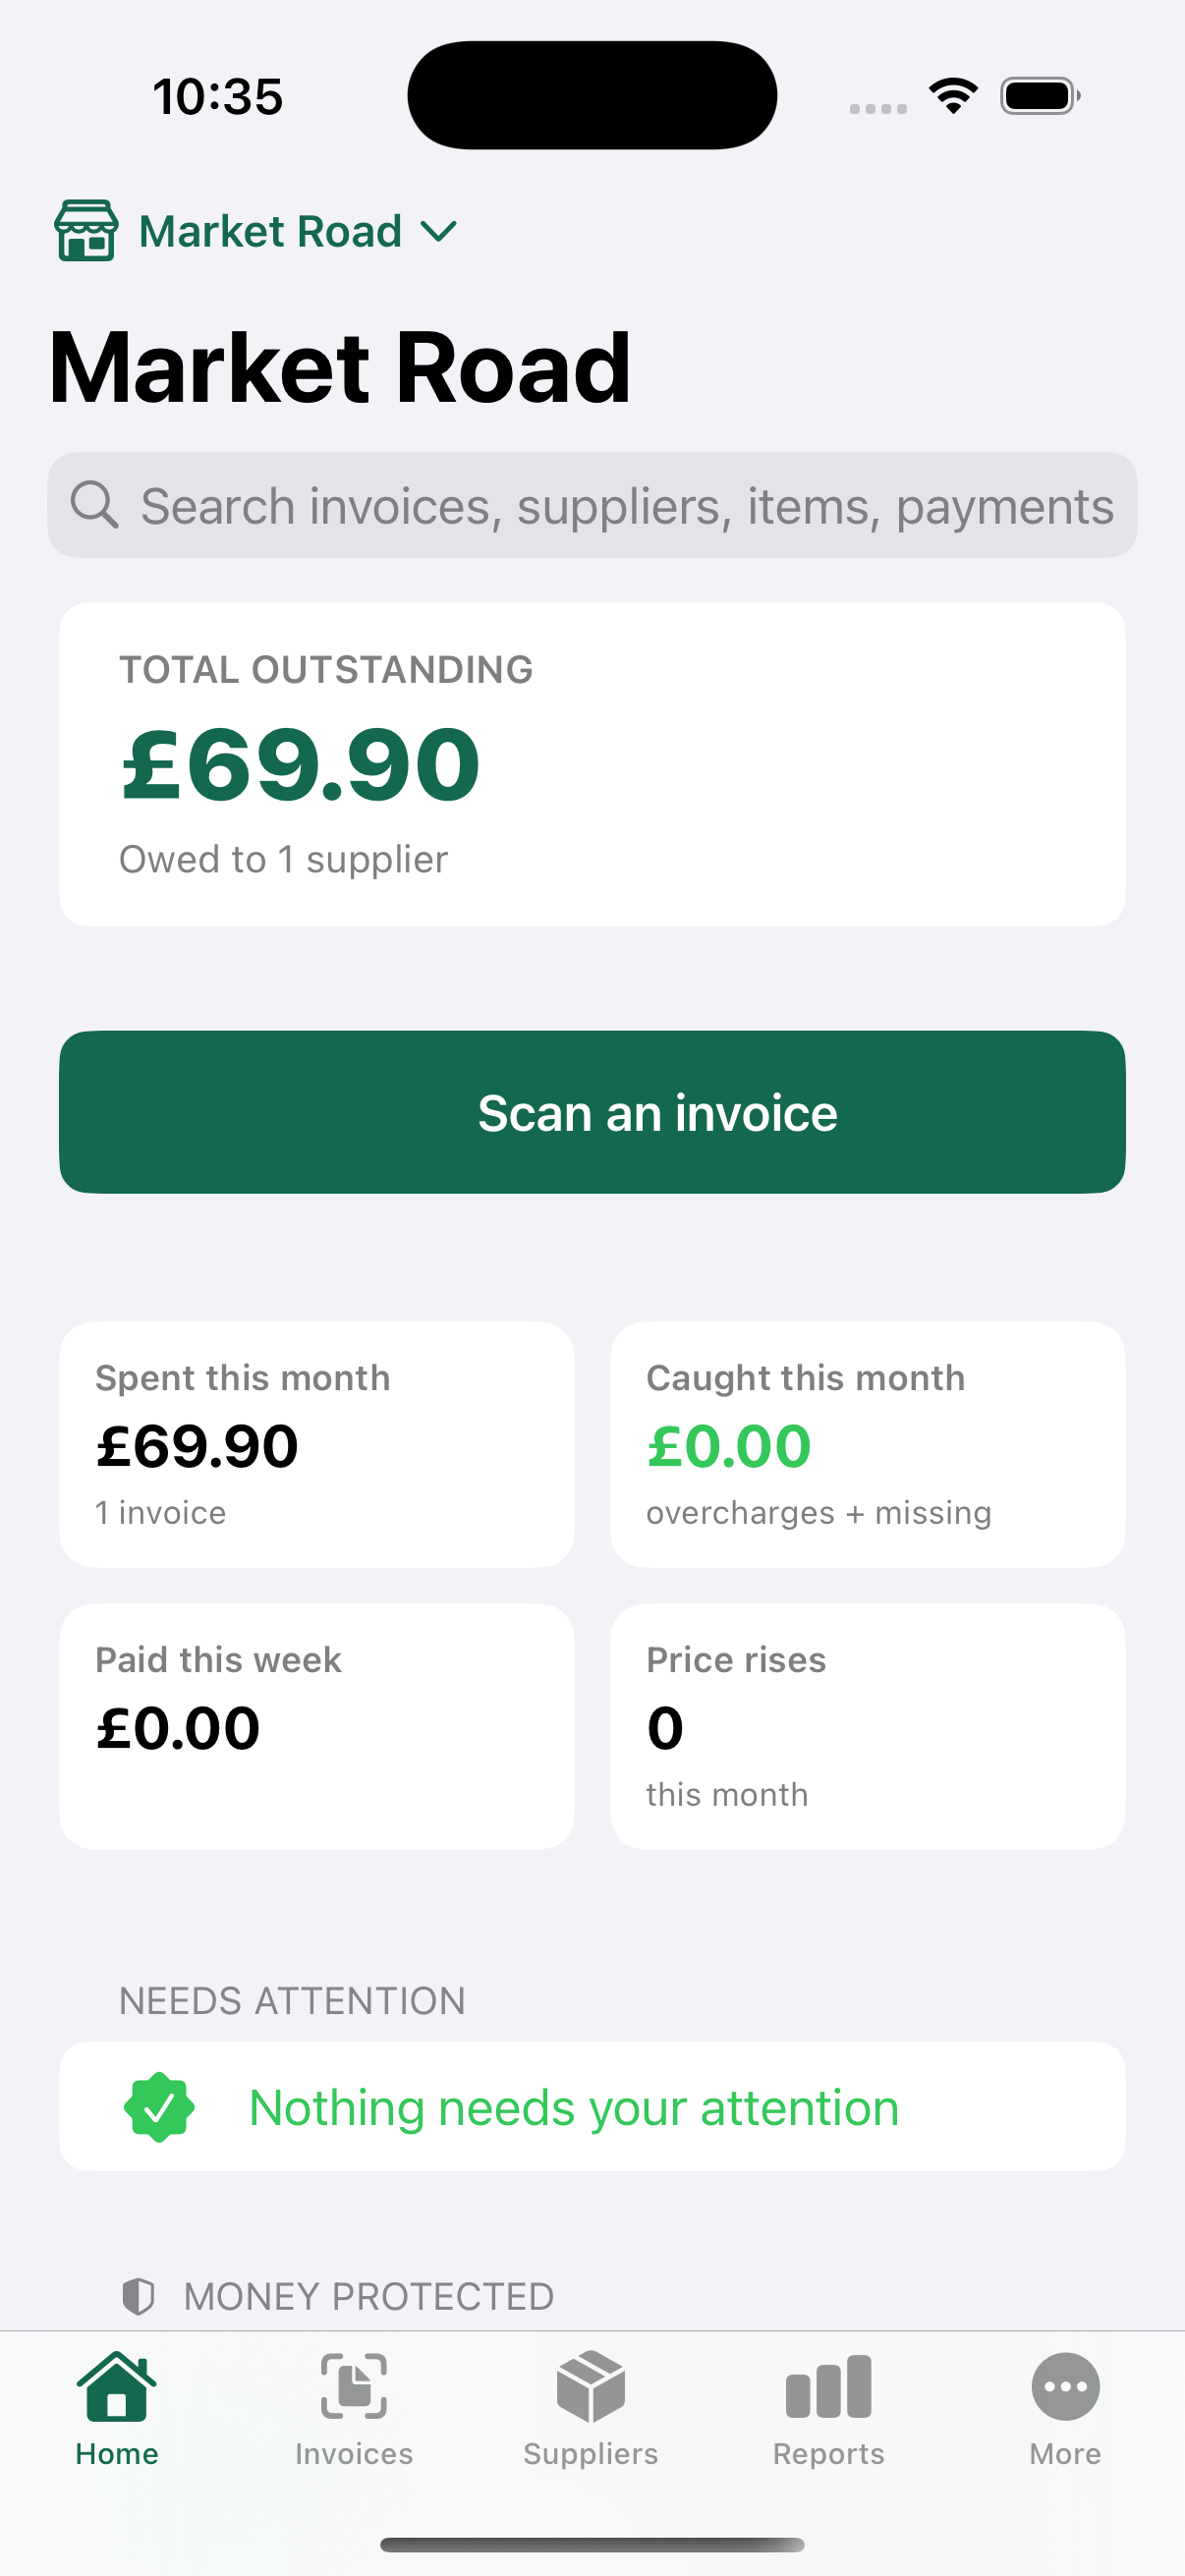 10:35
Market Road
Market Road
Search invoices, suppliers, items, payments
TOTAL OUTSTANDING
£69.90
Owed to 1 supplier
Scan an invoice
Spent this month
£69.90
1 invoice
Caught this month
£0.00
overcharges + missing
Paid this week
£0.00
Price rises
0
this month
NEEDS ATTENTION
Nothing needs your attention
MONEY PROTECTED
Home
Invoices
Suppliers
Reports
More